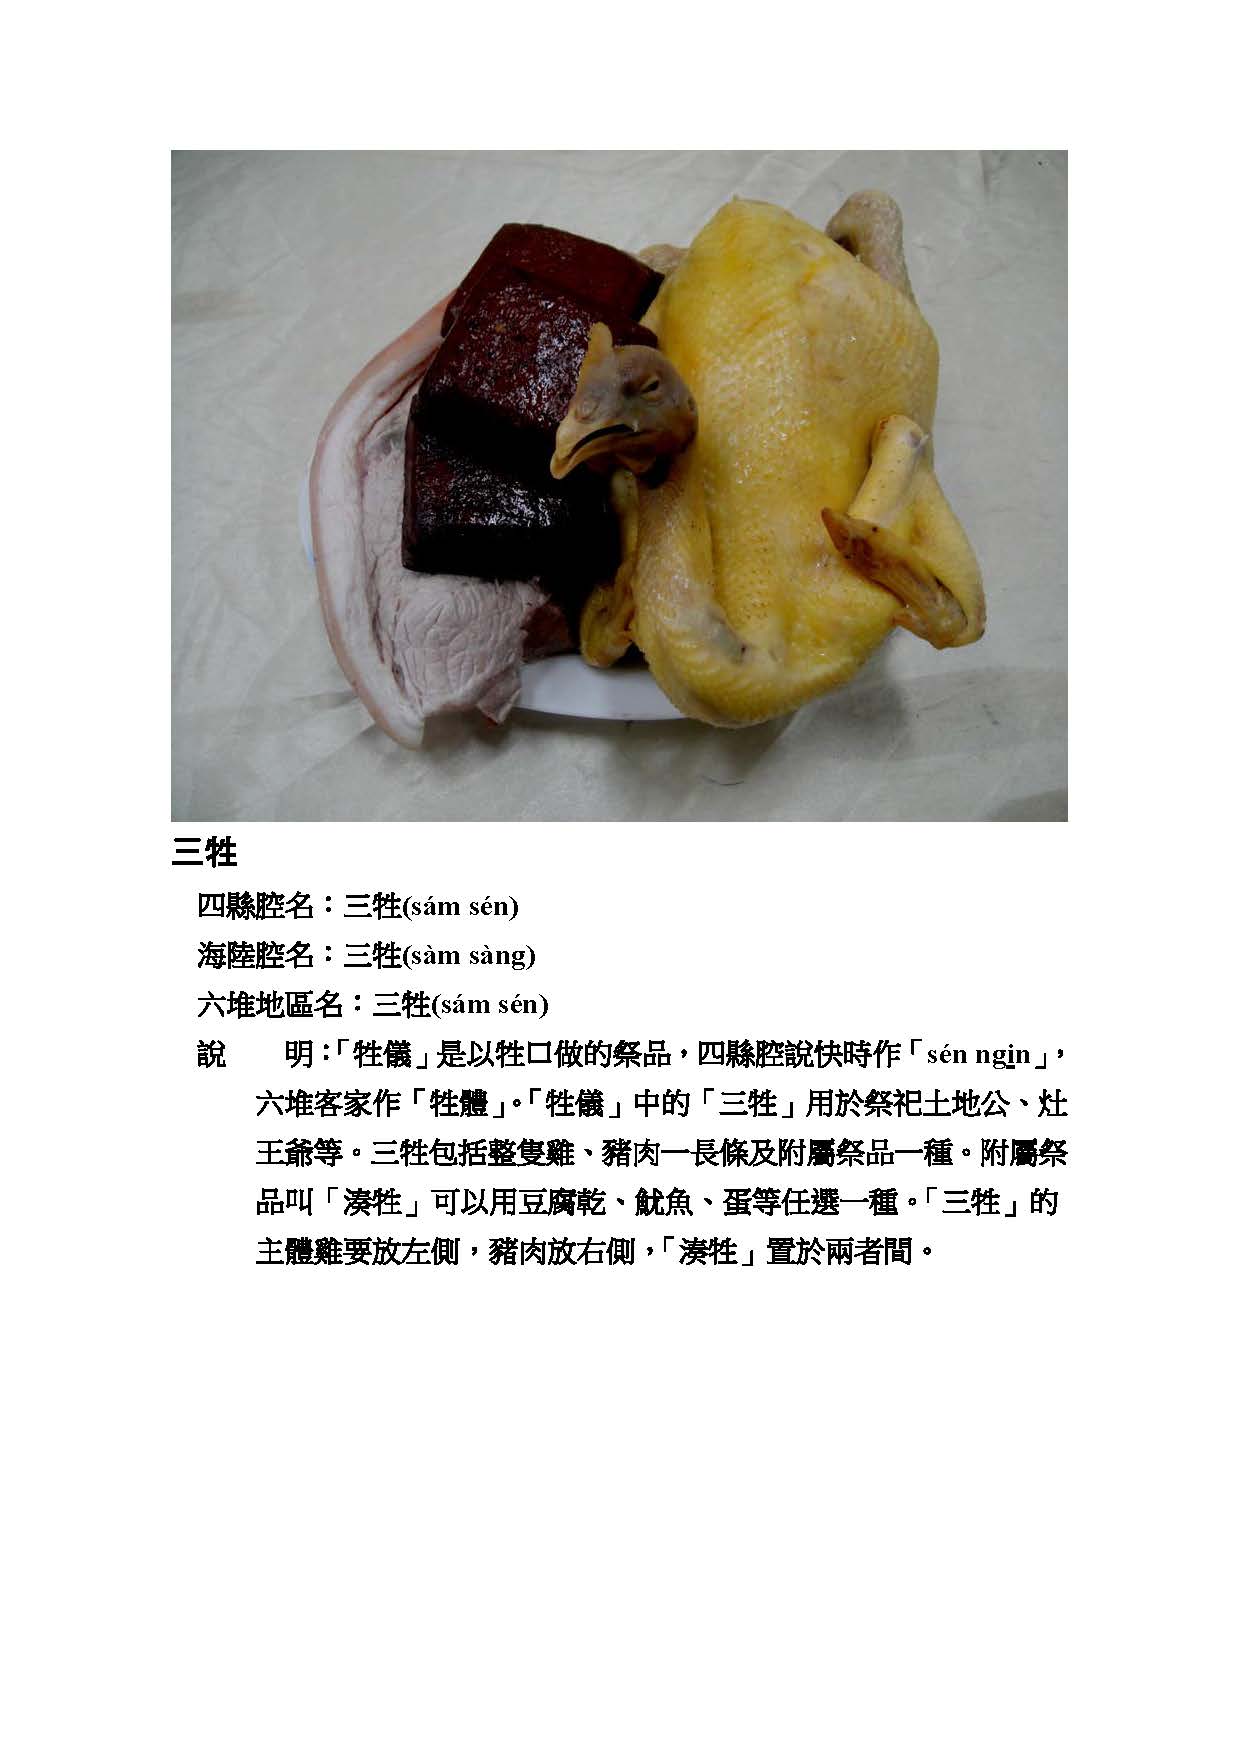 三牲
四縣腔名：三牲(sám sén)
海陸腔名：三牲(sàm sàng)
六堆地區名：三牲(sám sén)
說　　明：「牲儀」是以牲口做的祭品，四縣腔說快時作「sén ngin」，
六堆客家作「牲體」。「牲儀」中的「三牲」用於祭祀土地公、灶
王爺等。三牲包括整隻雞、豬肉一長條及附屬祭品一種。附屬祭
品叫「湊牲」可以用豆腐乾、魷魚、蛋等任選一種。「三牲」的
主體雞要放左側，豬肉放右側，「湊牲」置於兩者間。